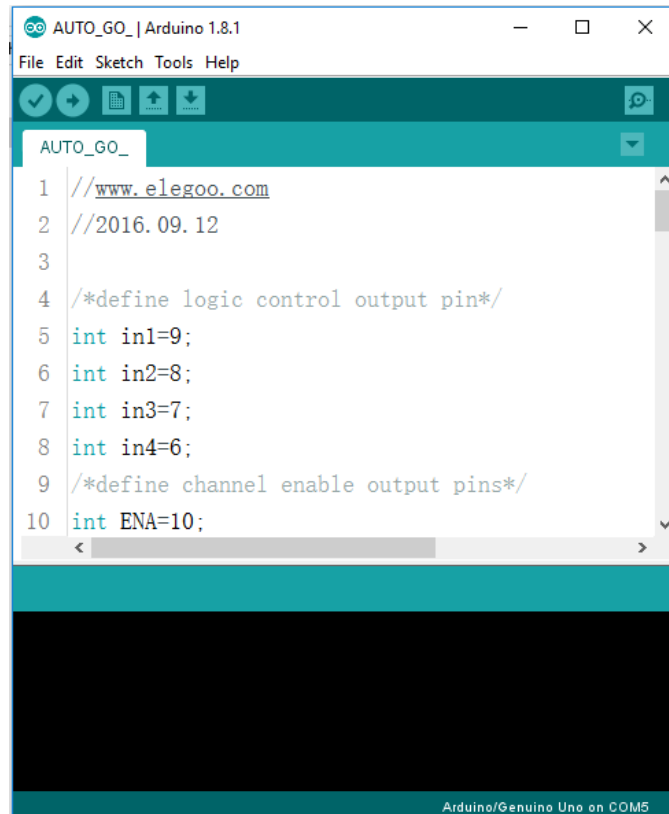 AUTO_GO_ | Arduino 1.8.1
File Edit Sketch Tools Help
AUTO_GO_
1 //www.elegoo.com
2 //2016.09.12
3
4 /*define logic control output pin*/
5 int in1=9;
6 int in2=8;
7 int in3=7;
8 int in4=6;
9 /*define channel enable output pins*/
10 int ENA=10;
Arduino/Genuino Uno on COM5